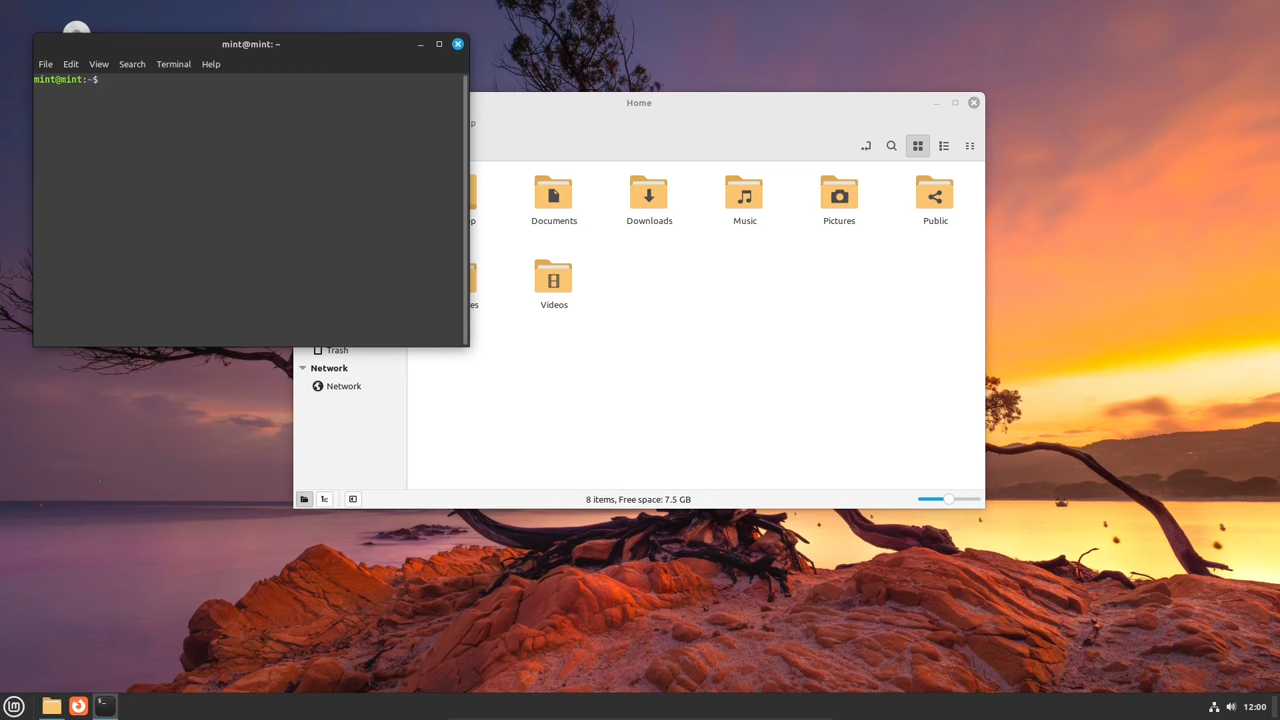 mint@mint: ~
File Edit View Search Terminal Help
mint@mint:~$
Home
p
p
Documents
Downloads
Music
Pictures
Public
es
Videos
Trash
Network
Network
8 items, Free space: 7.5 GB
12:00